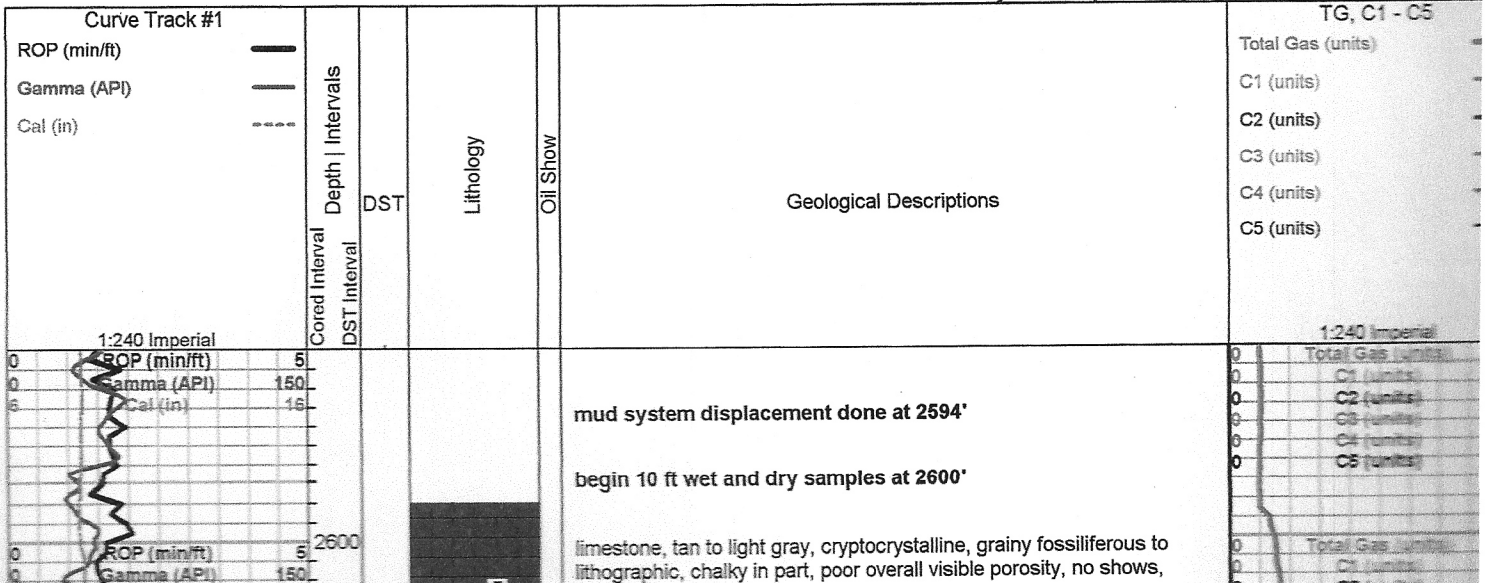 Curve Track #1
ROP (min/ft)
Gamma (API)
Cal (in)
1:240 Imperial
Cored Interval
Depth | Intervals
DST Interval
DST
Lithology
Oil Show
Geological Descriptions
TG, C1 - C5
Total Gas (units)
C1 (units)
C2 (units)
C3 (units)
C4 (units)
C5 (units)
1:240 Imperial
0 ROP (min/ft) 5
0 Gamma (API) 150
6 Cal (in) 16
mud system displacement done at 2594'
begin 10 ft wet and dry samples at 2600'
2600
limestone, tan to light gray, cryptocrystalline, grainy fossiliferous to
lithographic, chalky in part, poor overall visible porosity, no shows,
0 ROP (min/ft) 5
0 Gamma (API) 150
0 Total Gas (units)
0 C1 (units)
0 C2 (units)
0 C3 (units)
0 C4 (units)
0 C5 (units)
0 Total Gas (units)
0 C1 (units)